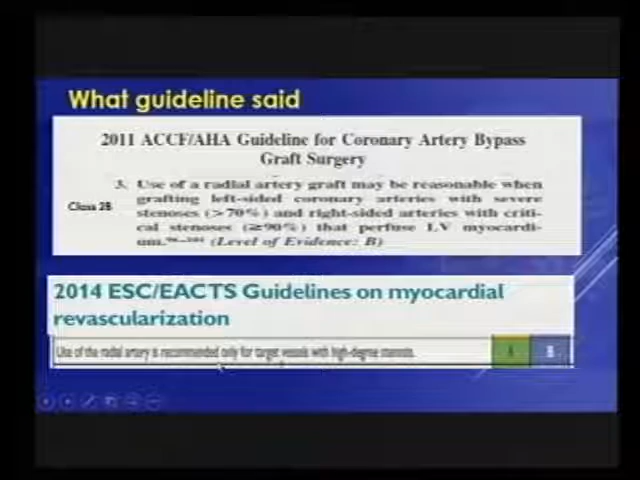 What guideline said
2011 ACCF/AHA Guideline for Coronary Artery Bypass
Graft Surgery
3. Use of a radial artery graft may be reasonable when
Class 2B
grafting left-sided coronary arteries with severe
stenoses (>70%) and right-sided arteries with criti-
cal stenoses (≥90%) that perfuse LV myocardi-
um. (Level of Evidence: B)
2014 ESC/EACTS Guidelines on myocardial
revascularization
Use of the radial artery is recommended only for target vessels with high-degree stenosis.
I
B